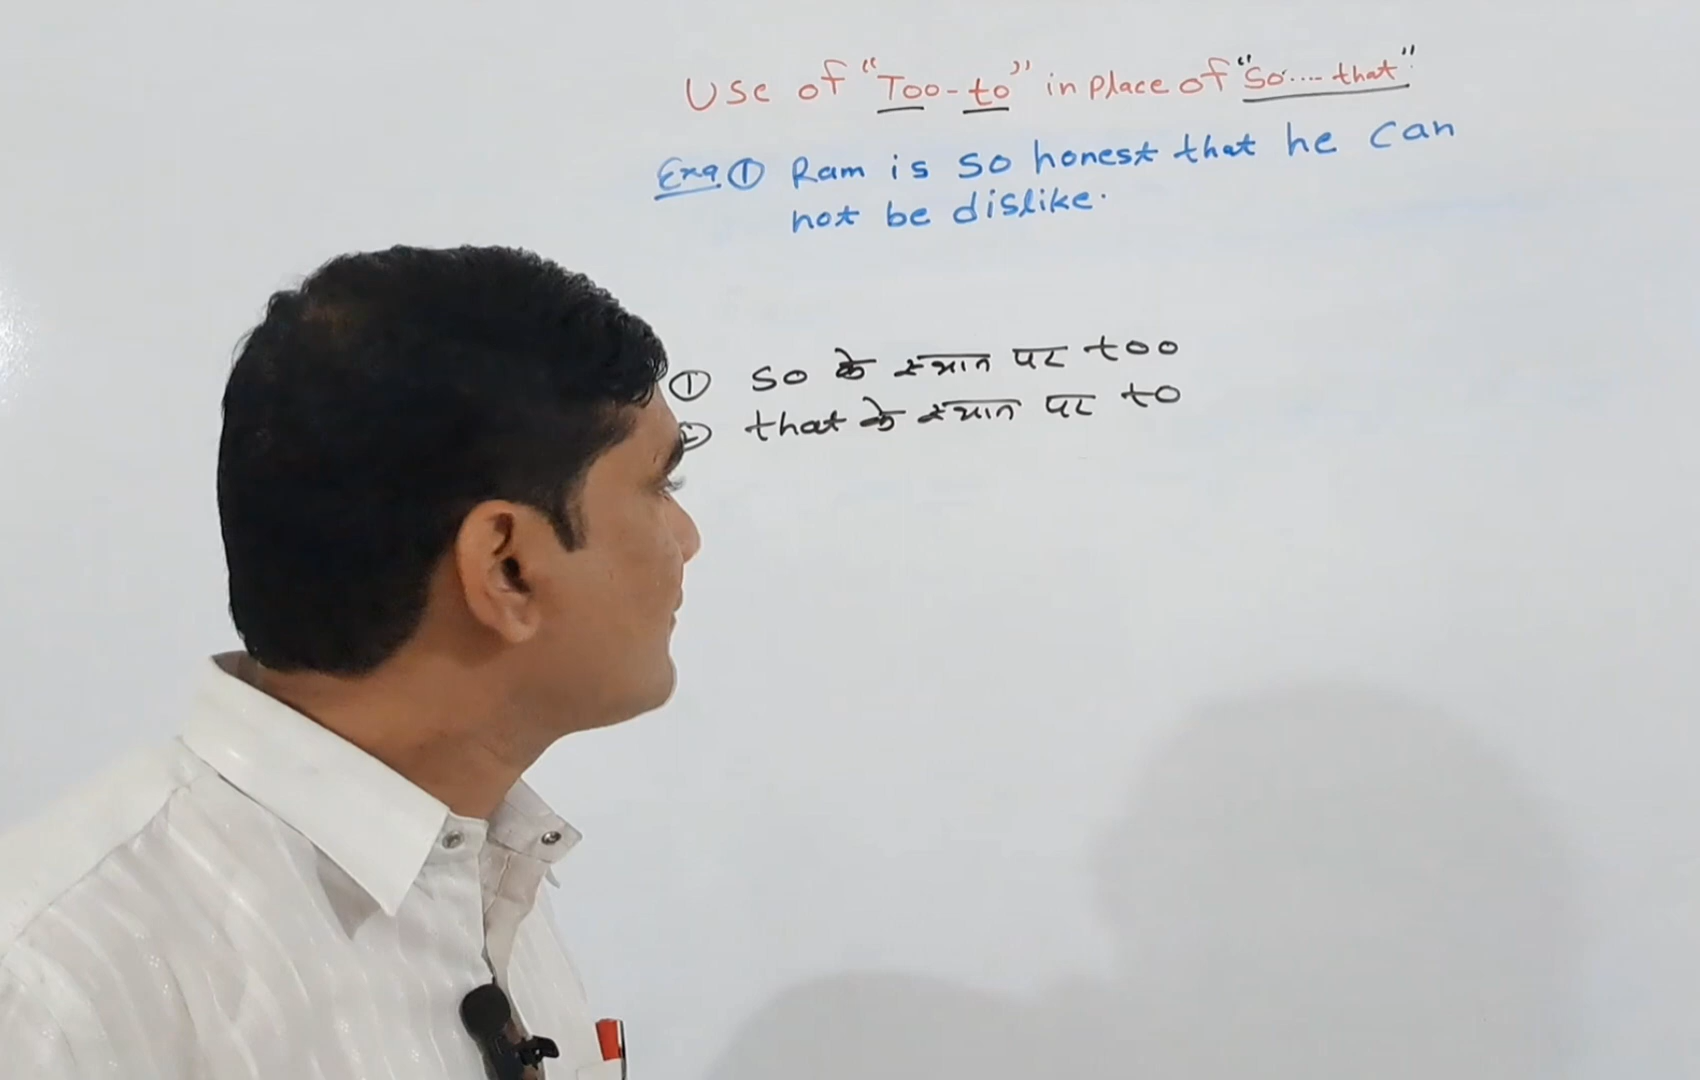 Use of "Too-to" in place of "So.... that"
Exa ① Ram is so honest that he can
not be dislike.
① so के स्थान पर too
② that के स्थान पर to